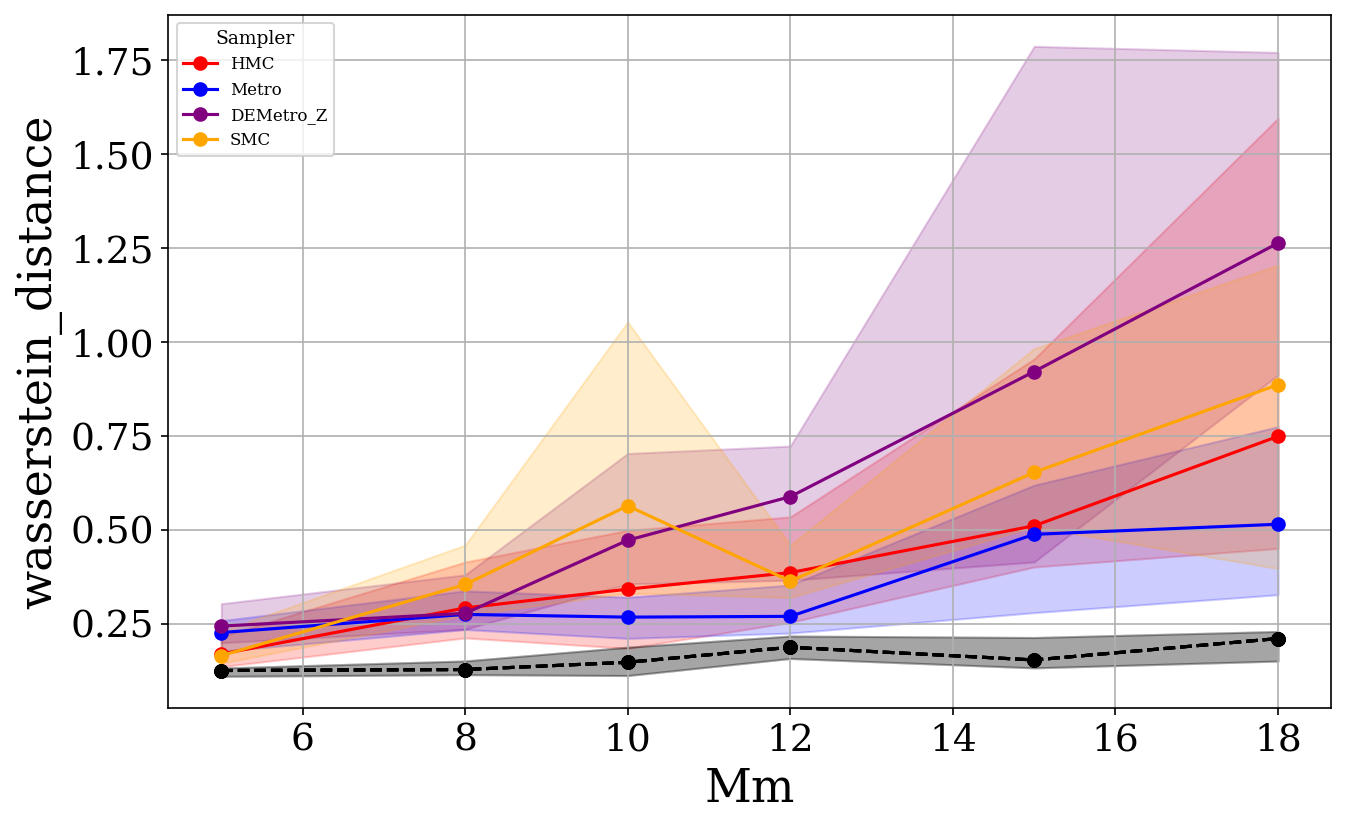 Sampler
HMC
Metro
DEMetro_Z
SMC
wasserstein_distance
1.75
1.50
1.25
1.00
0.75
0.50
0.25
6 8 10 12 14 16 18
Mm